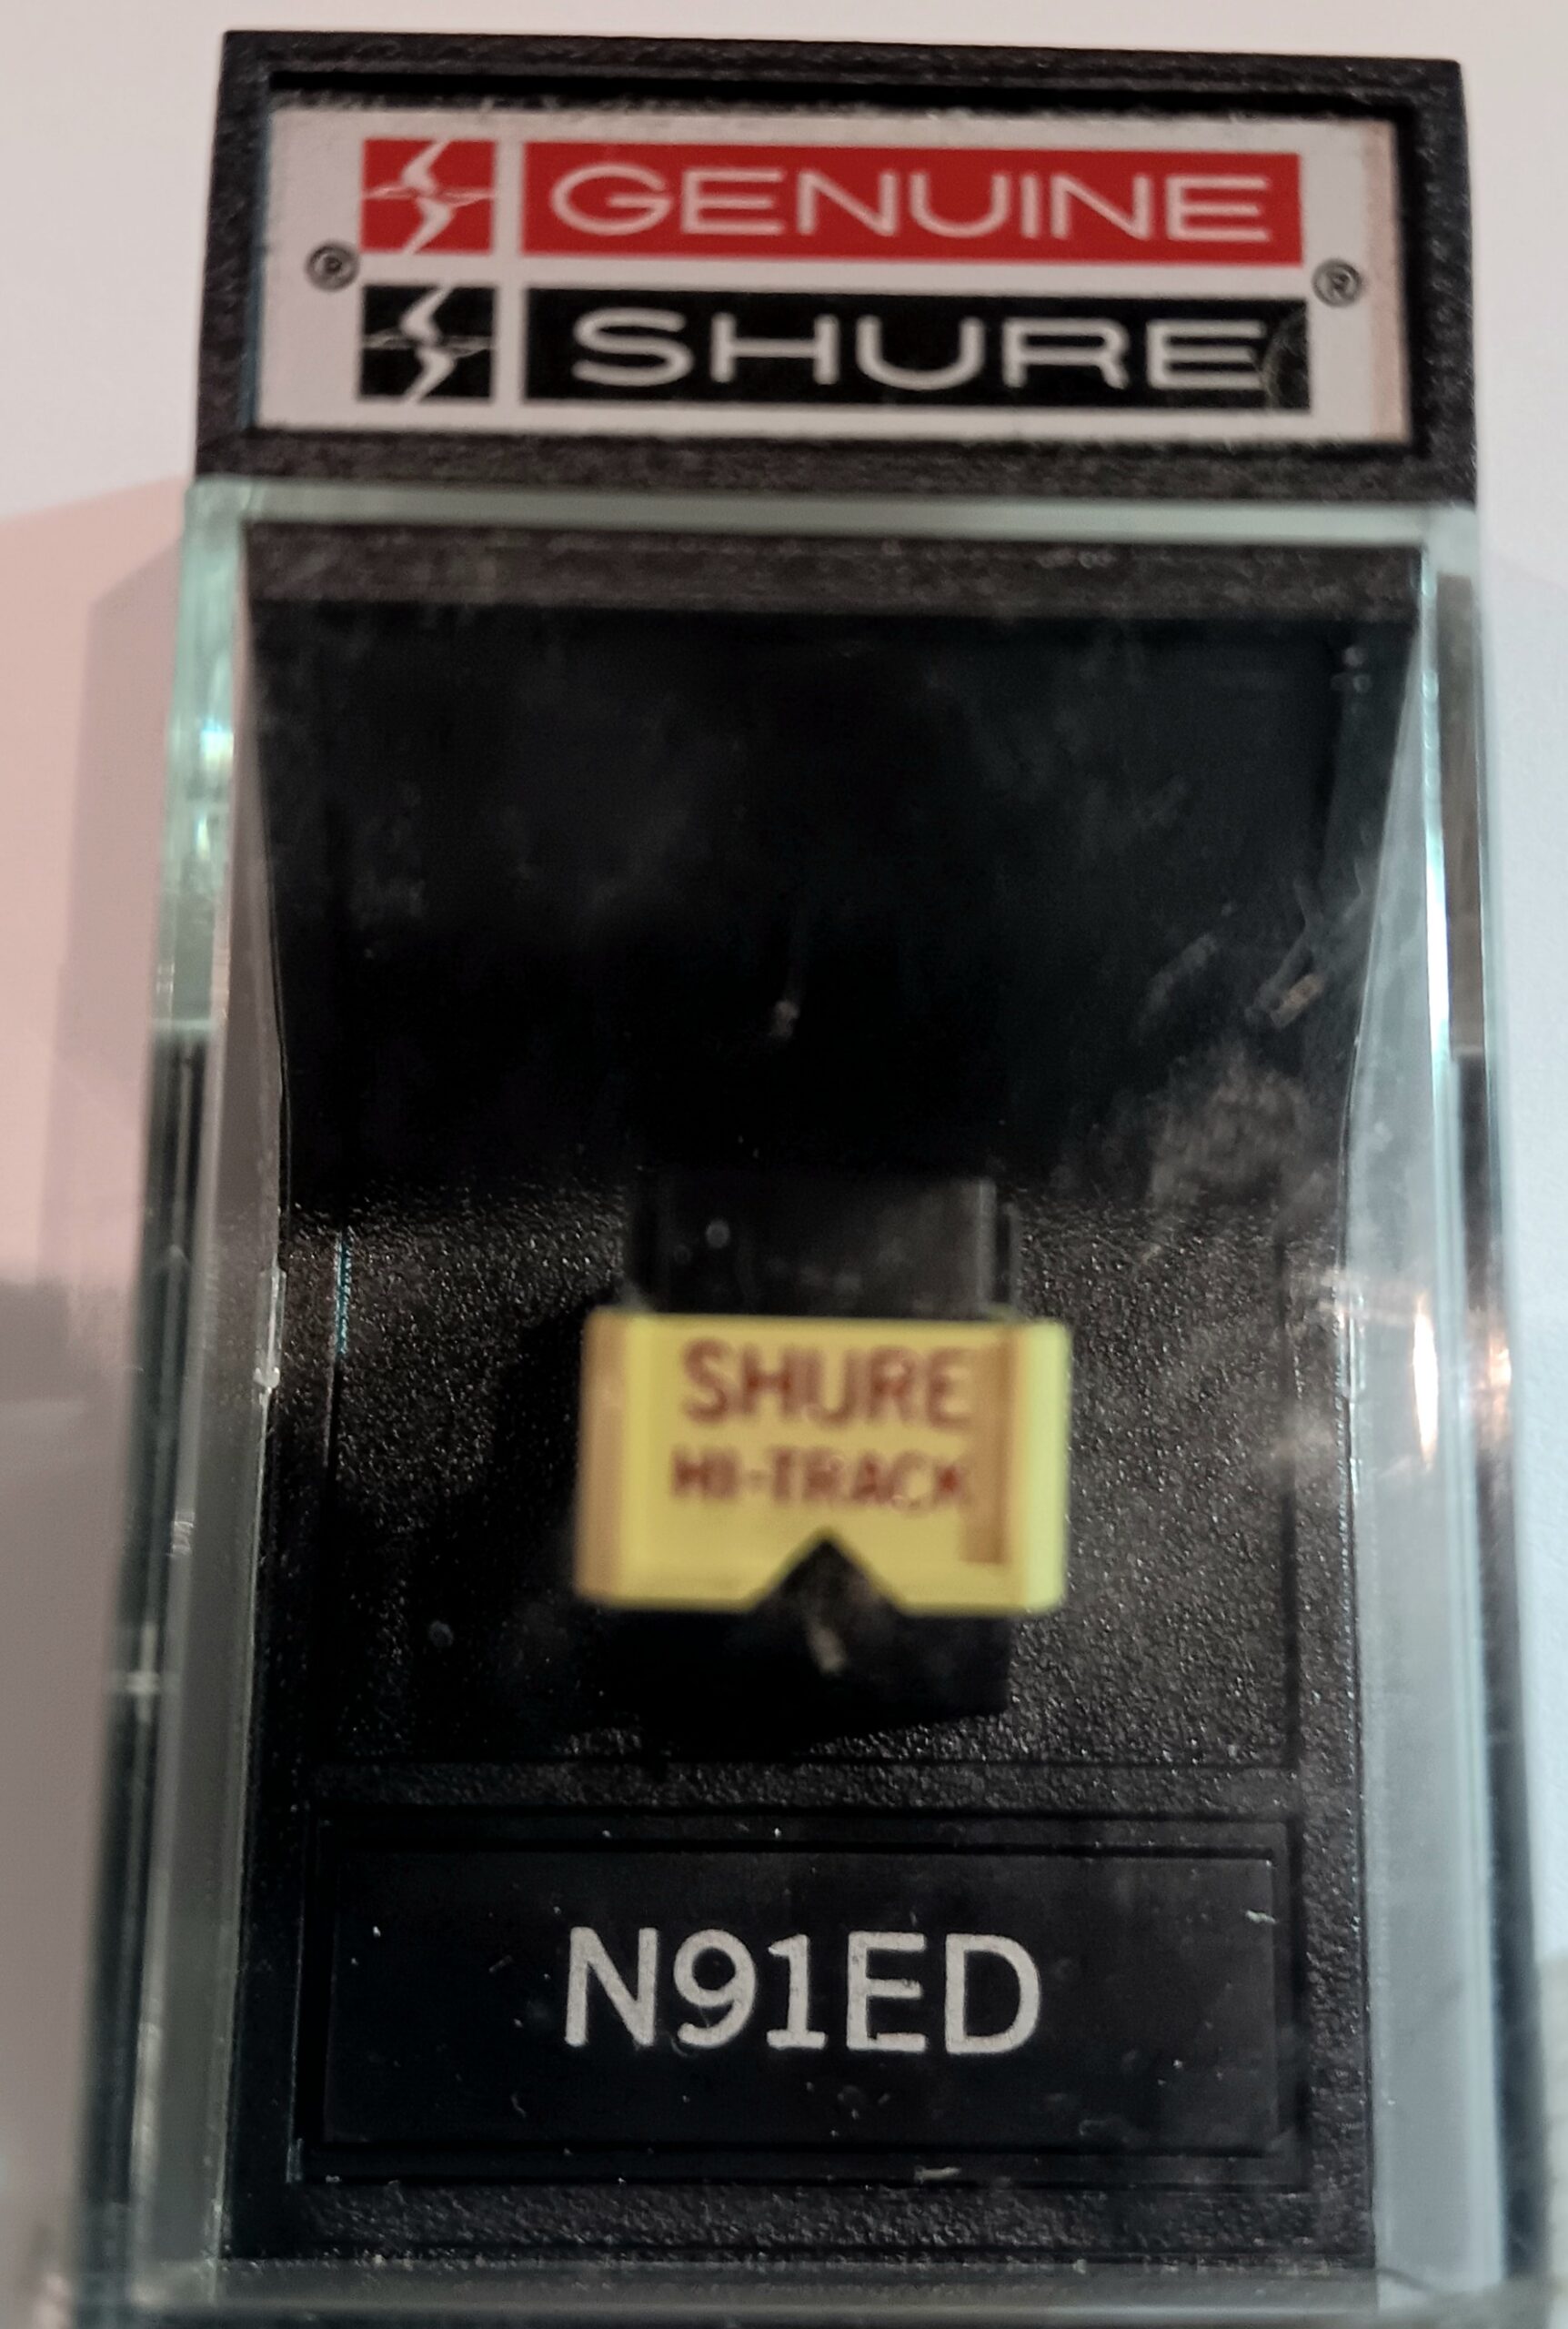 GENUINE
® ®
SHURE
SHURE
HI-TRACK
N91ED